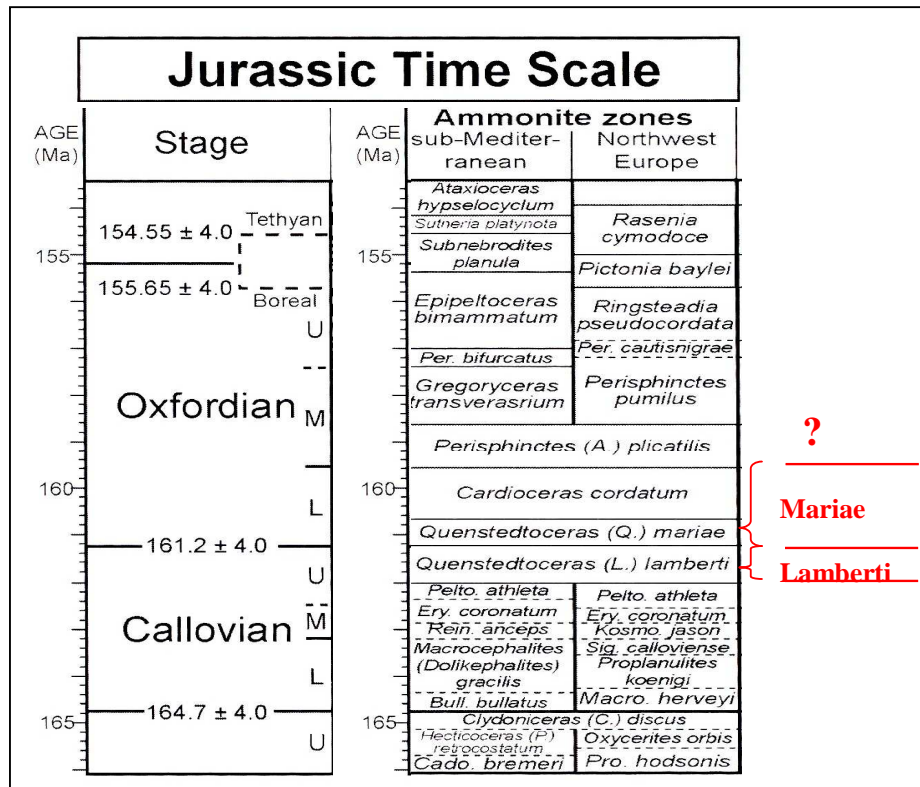 Jurassic Time Scale
AGE
(Ma)
Stage
154.55 ± 4.0
Tethyan
155
155.65 ± 4.0
Boreal
U
Oxfordian
M
160
L
161.2 ± 4.0
U
M
Callovian
L
164.7 ± 4.0
165
U
AGE
(Ma)
Ammonite zones
sub-Mediter-
ranean
Northwest
Europe
155
160
165
Ataxioceras
hypselocyclum
Sutneria platynota
Subnebrodites
planula
Epipeltoceras
bimammatum
Per. bifurcatus
Gregoryceras
transverasrium
Rasenia
cymodoce
Pictonia baylei
Ringsteadia
pseudocordata
Per. cautisnigrae
Perisphinctes
pumilus
Perisphinctes (A.) plicatilis
Cardioceras cordatum
Quenstedtoceras (Q.) mariae
Quenstedtoceras (L.) lamberti
Pelto. athleta
Ery. coronatum
Rein. anceps
Macrocephalites
(Dolikephalites)
gracilis
Bull. bullatus
Pelto. athleta
Ery. coronatum
Kosmo. jason
Sig. calloviense
Proplanulites
koenigi
Macro. herveyi
Clydoniceras (C.) discus
Hecticoceras (P.)
retrocostatum
Cado. bremeri
Oxycerites orbis
Pro. hodsonis
?
Mariae
Lamberti